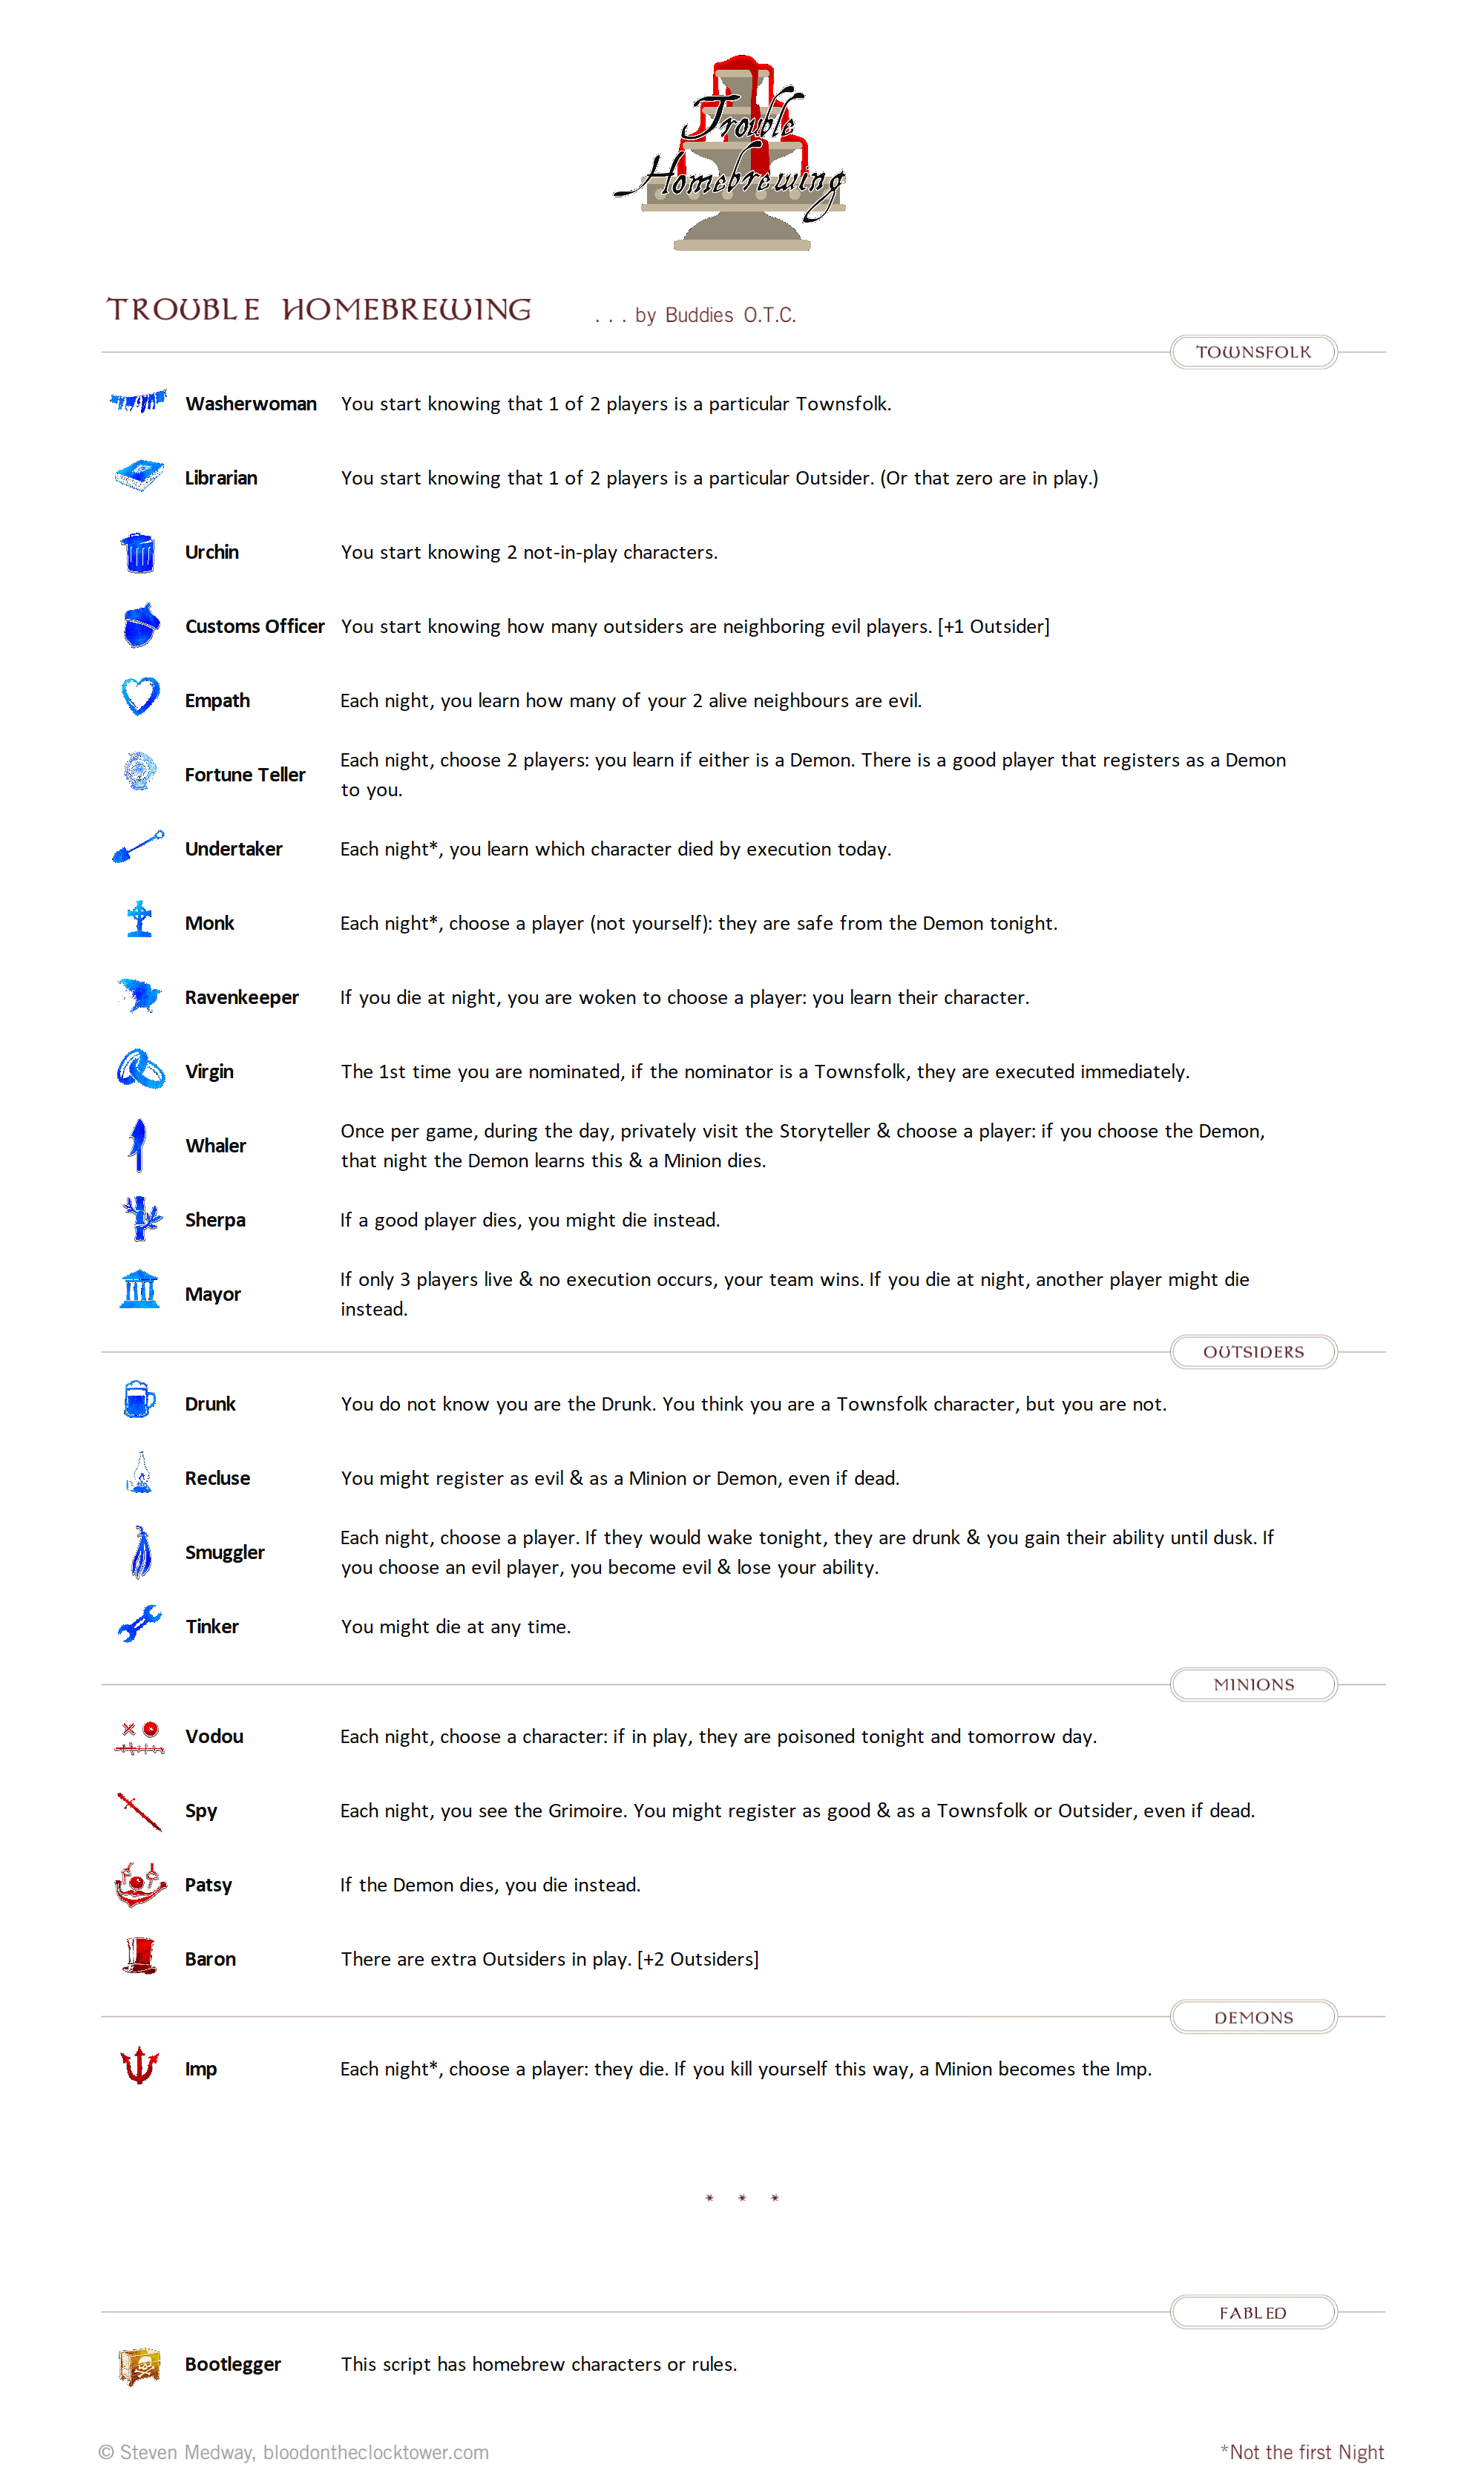 Trouble
Homebrewing
TROUBLE HOMEBREWING ... by Buddies O.T.C.
TOWNSFOLK
Washerwoman You start knowing that 1 of 2 players is a particular Townsfolk.
Librarian You start knowing that 1 of 2 players is a particular Outsider. (Or that zero are in play.)
Urchin You start knowing 2 not-in-play characters.
Customs Officer You start knowing how many outsiders are neighboring evil players. [+1 Outsider]
Empath Each night, you learn how many of your 2 alive neighbours are evil.
Fortune Teller Each night, choose 2 players: you learn if either is a Demon. There is a good player that registers as a Demon
to you.
Undertaker Each night*, you learn which character died by execution today.
Monk Each night*, choose a player (not yourself): they are safe from the Demon tonight.
Ravenkeeper If you die at night, you are woken to choose a player: you learn their character.
Virgin The 1st time you are nominated, if the nominator is a Townsfolk, they are executed immediately.
Whaler Once per game, during the day, privately visit the Storyteller & choose a player: if you choose the Demon,
that night the Demon learns this & a Minion dies.
Sherpa If a good player dies, you might die instead.
Mayor If only 3 players live & no execution occurs, your team wins. If you die at night, another player might die
instead.
OUTSIDERS
Drunk You do not know you are the Drunk. You think you are a Townsfolk character, but you are not.
Recluse You might register as evil & as a Minion or Demon, even if dead.
Smuggler Each night, choose a player. If they would wake tonight, they are drunk & you gain their ability until dusk. If
you choose an evil player, you become evil & lose your ability.
Tinker You might die at any time.
MINIONS
Vodou Each night, choose a character: if in play, they are poisoned tonight and tomorrow day.
Spy Each night, you see the Grimoire. You might register as good & as a Townsfolk or Outsider, even if dead.
Patsy If the Demon dies, you die instead.
Baron There are extra Outsiders in play. [+2 Outsiders]
DEMONS
Imp Each night*, choose a player: they die. If you kill yourself this way, a Minion becomes the Imp.
* * *
FABLED
Bootlegger This script has homebrew characters or rules.
© Steven Medway, bloodontheclocktower.com *Not the first Night